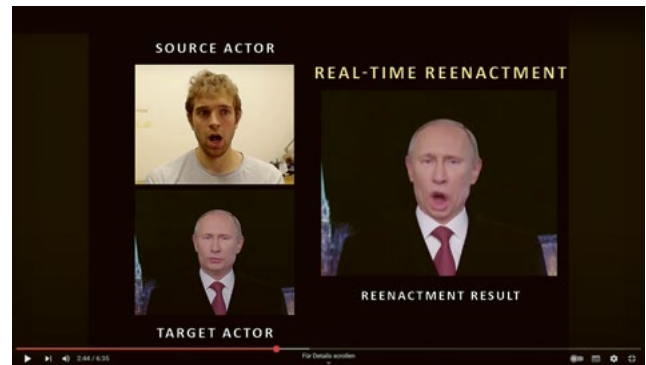 SOURCE ACTOR
REAL-TIME REENACTMENT
REENACTMENT RESULT
TARGET ACTOR
2:44 / 6:35
Für Details scrollen